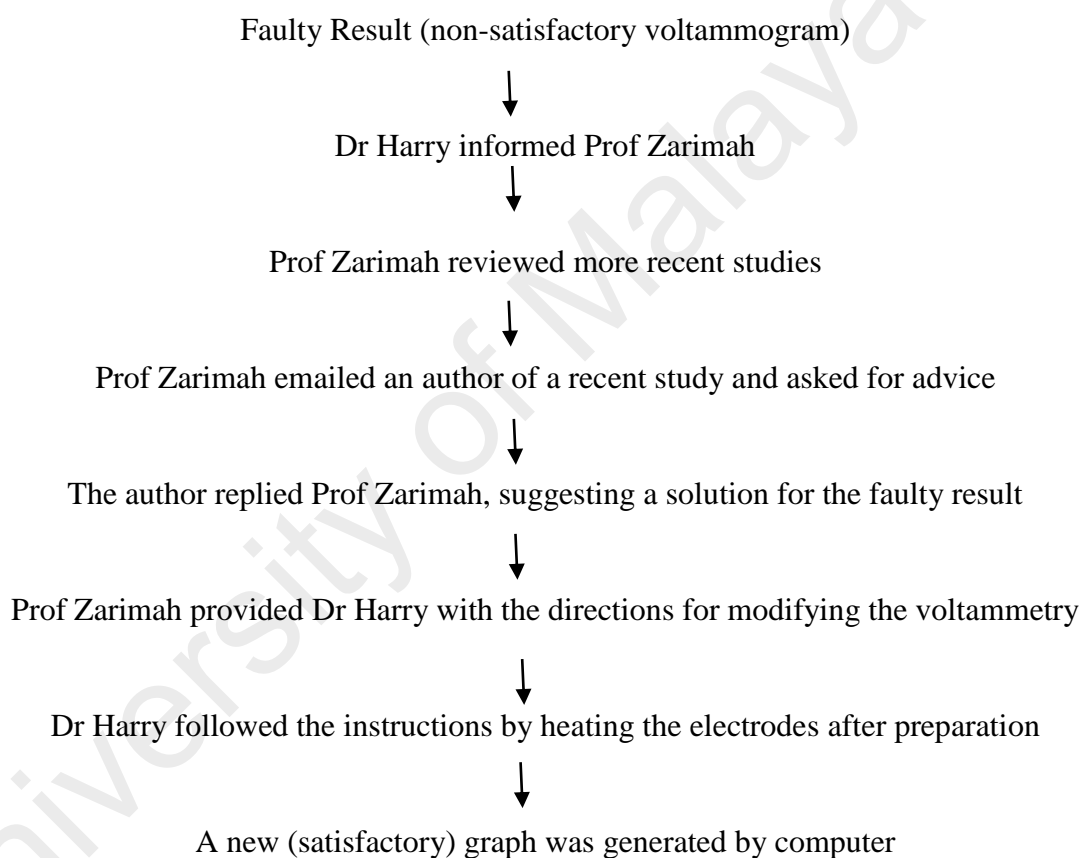 Faulty Result (non-satisfactory voltammogram)
Dr Harry informed Prof Zarimah
Prof Zarimah reviewed more recent studies
Prof Zarimah emailed an author of a recent study and asked for advice
The author replied Prof Zarimah, suggesting a solution for the faulty result
Prof Zarimah provided Dr Harry with the directions for modifying the voltammetry
Dr Harry followed the instructions by heating the electrodes after preparation
A new (satisfactory) graph was generated by computer
University of Malaya